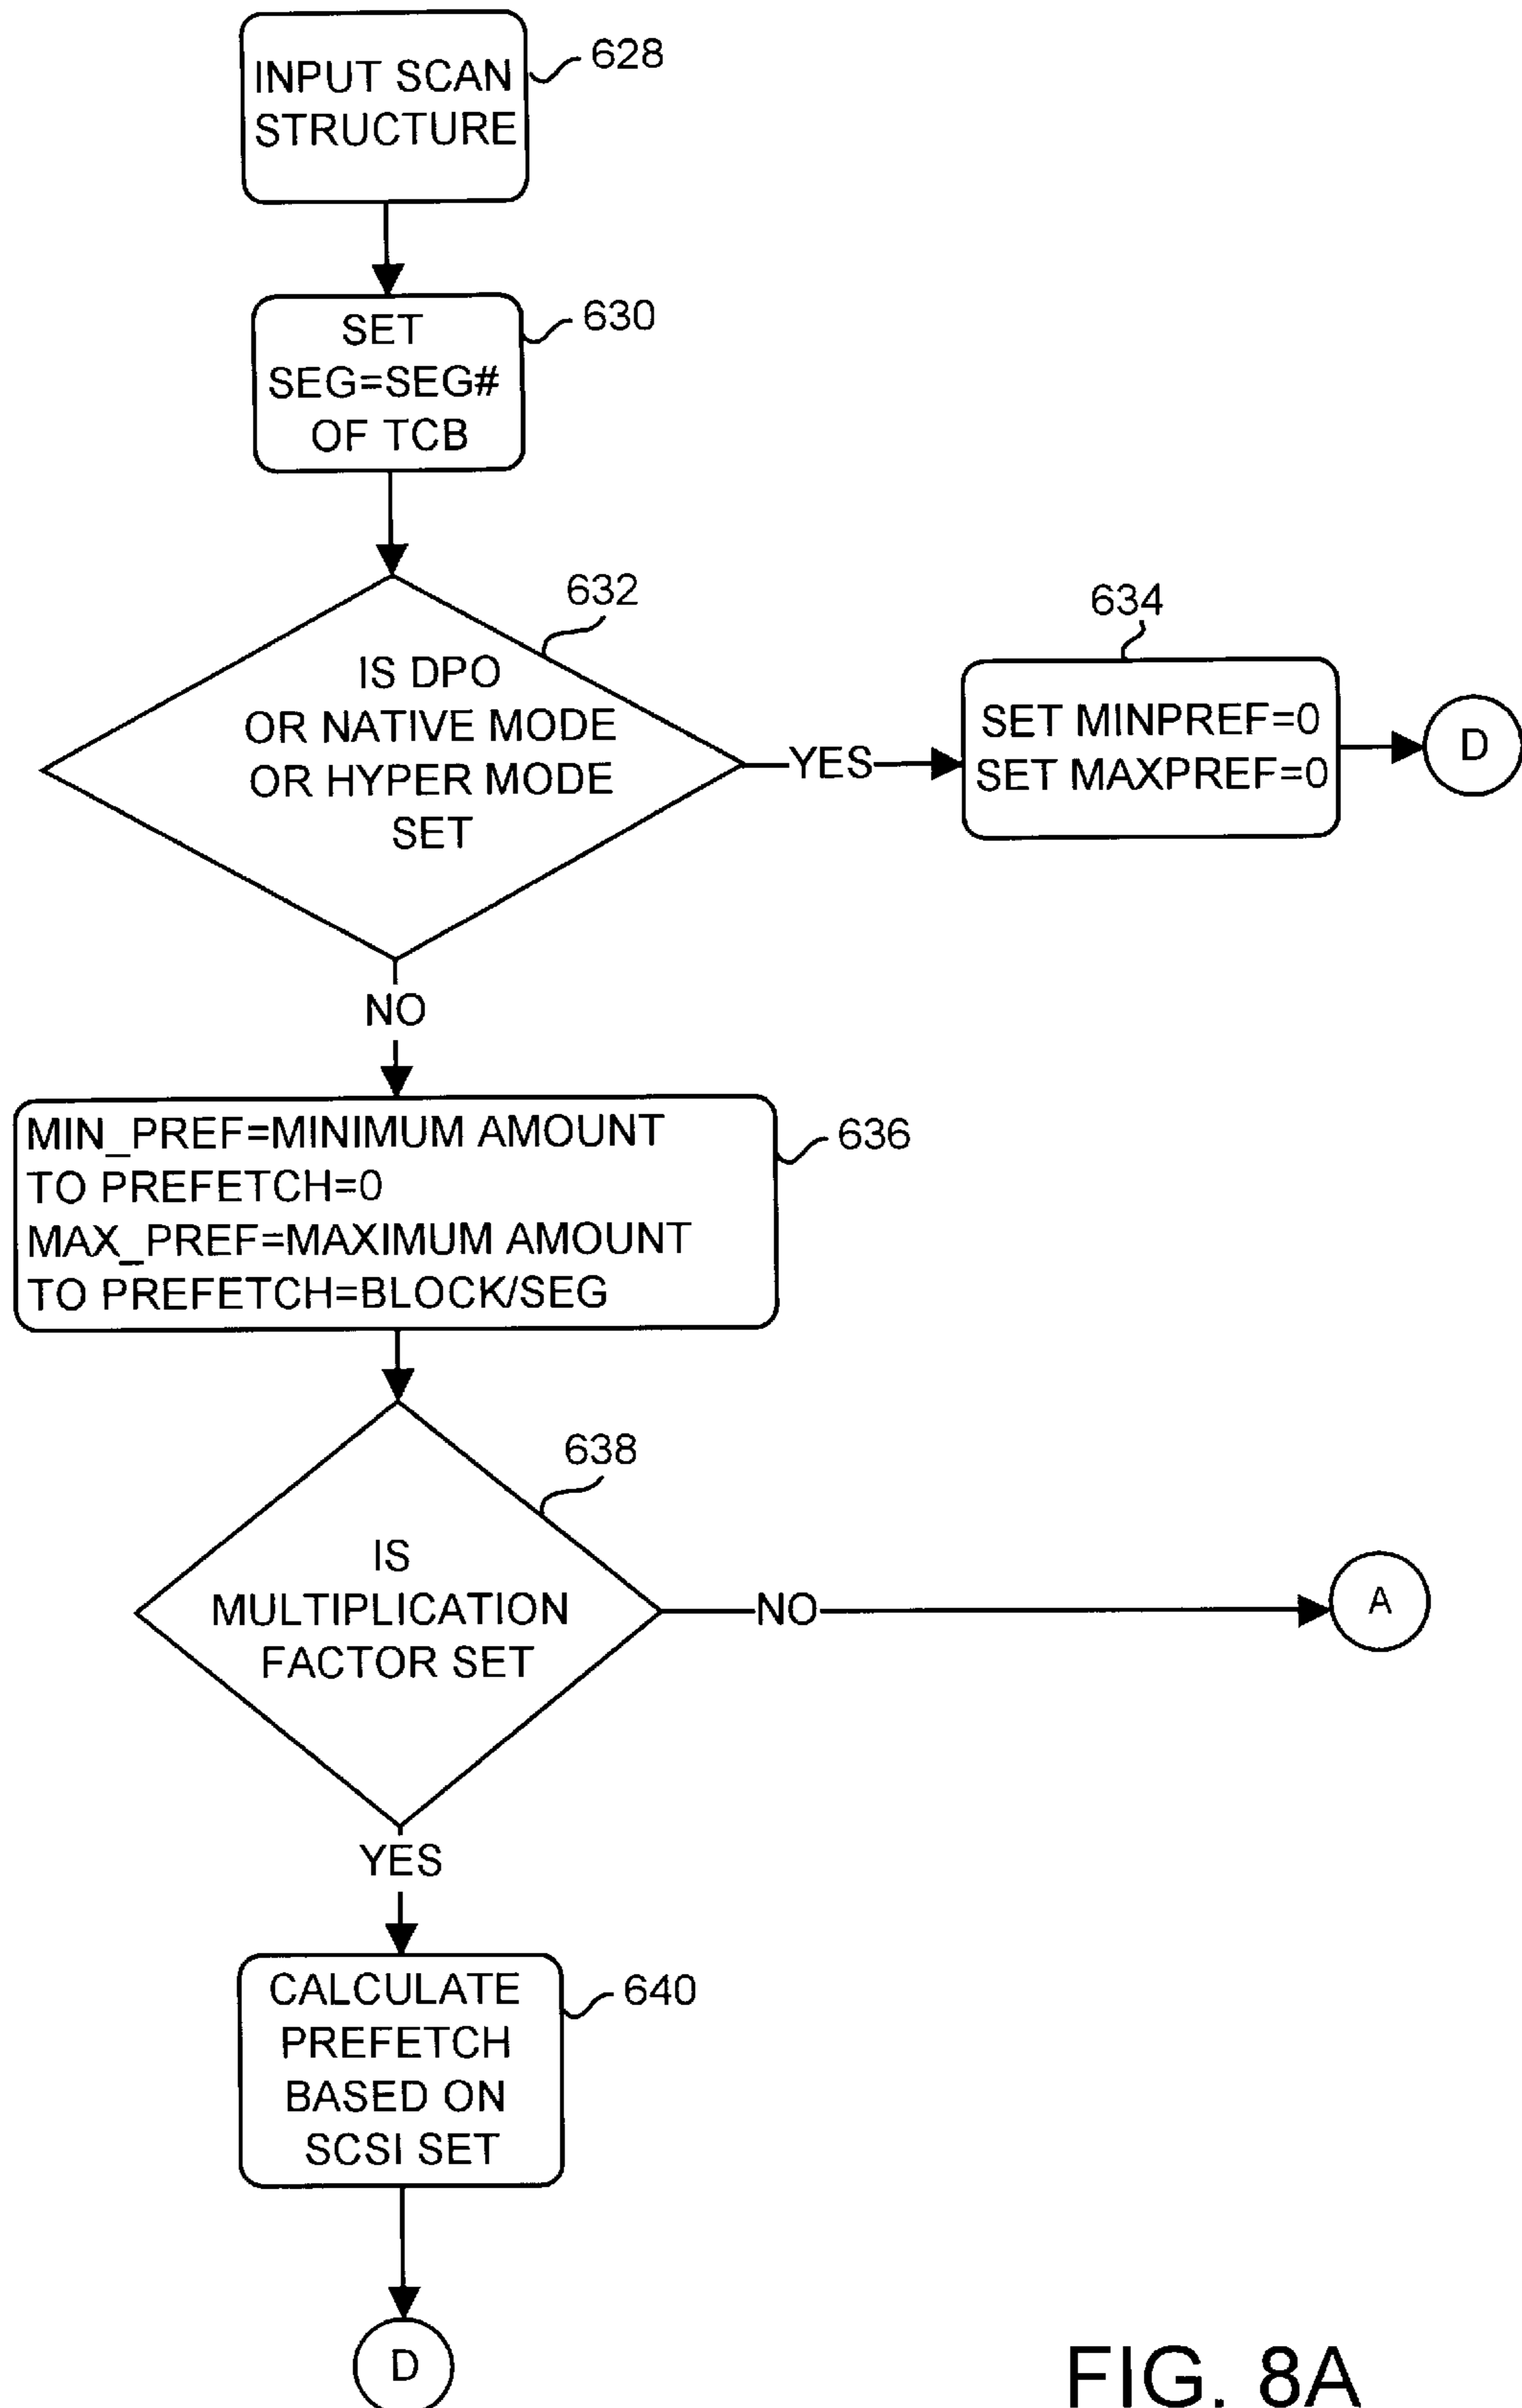 INPUT SCAN
STRUCTURE
628
SET
SEG=SEG#
OF TCB
630
IS DPO
OR NATIVE MODE
OR HYPER MODE
SET
632
YES
634
SET MINPREF=0
SET MAXPREF=0
D
NO
MIN_PREF=MINIMUM AMOUNT
TO PREFETCH=0
MAX_PREF=MAXIMUM AMOUNT
TO PREFETCH=BLOCK/SEG
636
638
IS
MULTIPLICATION
FACTOR SET
NO
A
YES
CALCULATE
PREFETCH
BASED ON
SCSI SET
640
D
FIG. 8A